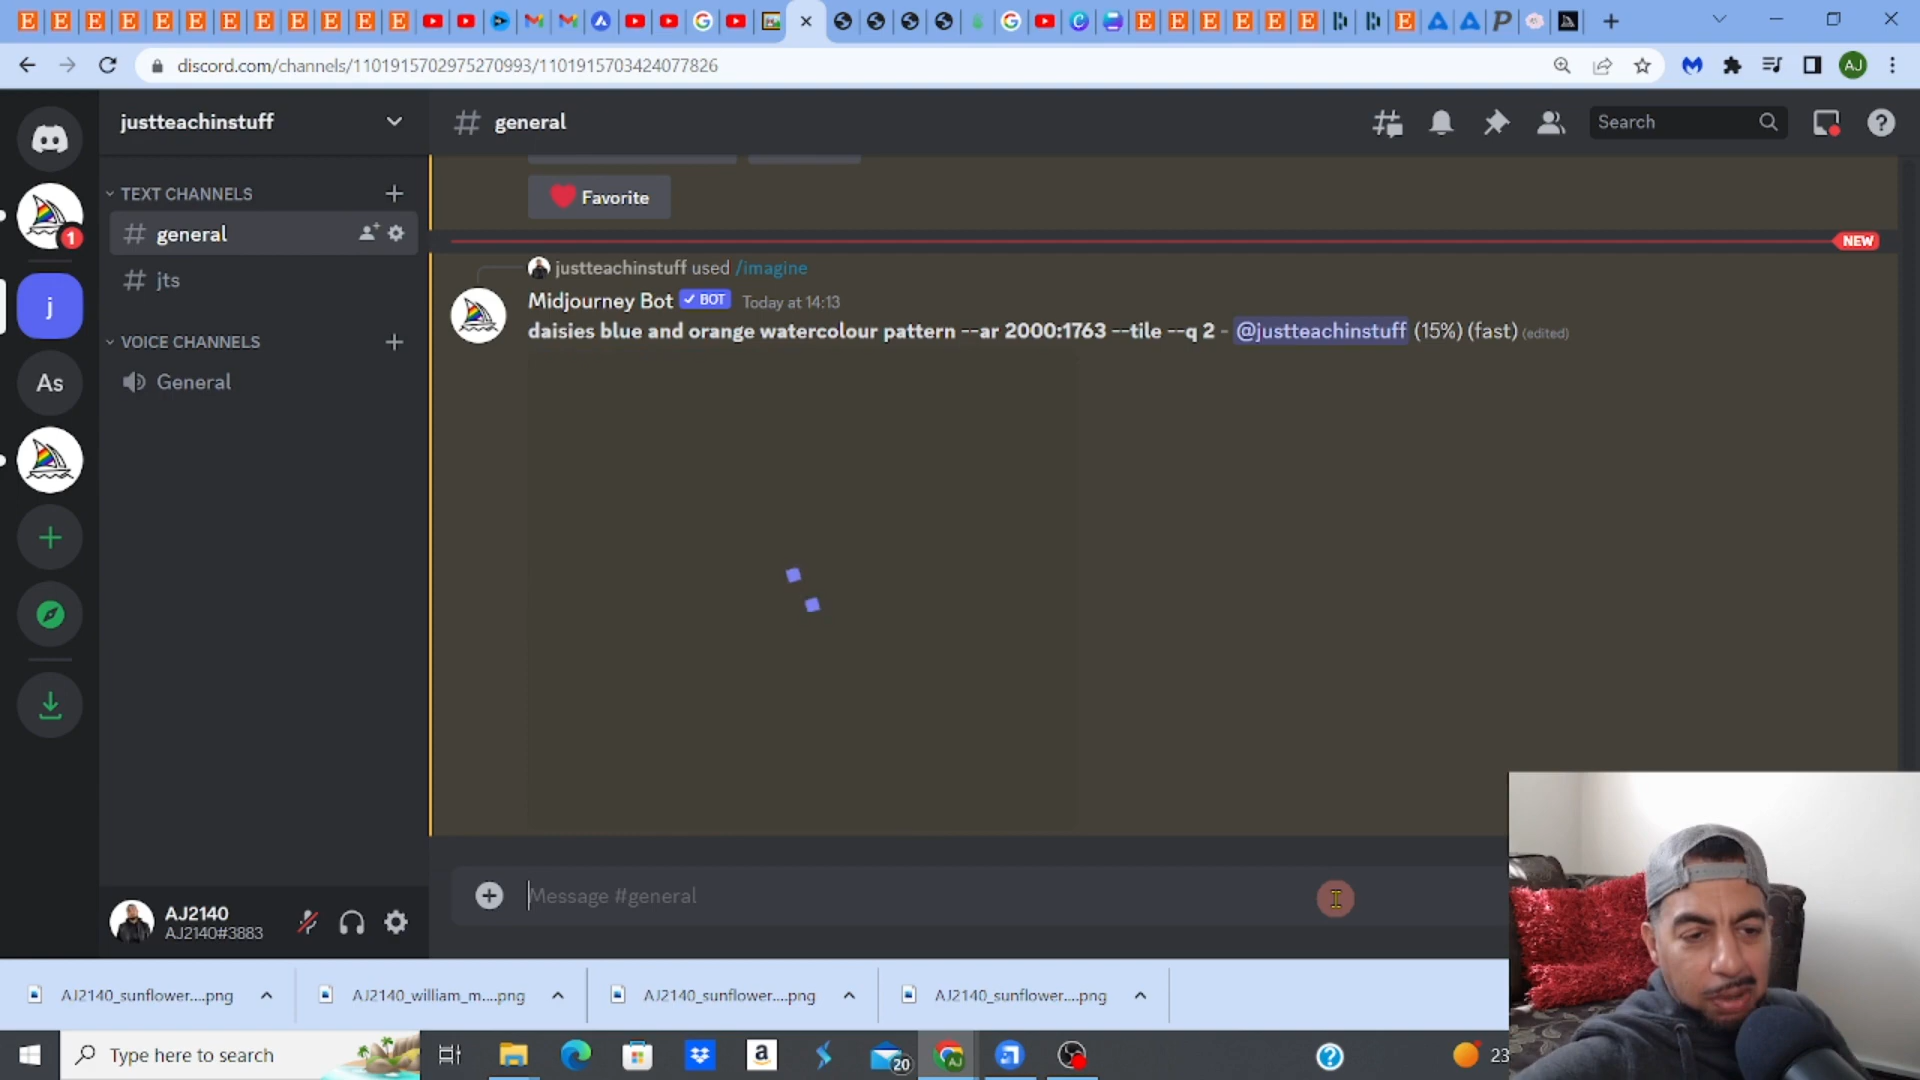 discord.com/channels/1101915702975270993/1101915703424077826
AJ
justteachinstuff
general
Search
TEXT CHANNELS
general
jts
VOICE CHANNELS
General
1
j
As
Favorite
NEW
justteachinstuff used /imagine
Midjourney Bot ✓ BOT Today at 14:13
daisies blue and orange watercolour pattern --ar 2000:1763 --tile --q 2 - @justteachinstuff (15%) (fast) (edited)
Message #general
AJ2140
AJ2140#3883
AJ2140_sunflower....png
AJ2140_william_m....png
AJ2140_sunflower....png
AJ2140_sunflower....png
Type here to search
20
23